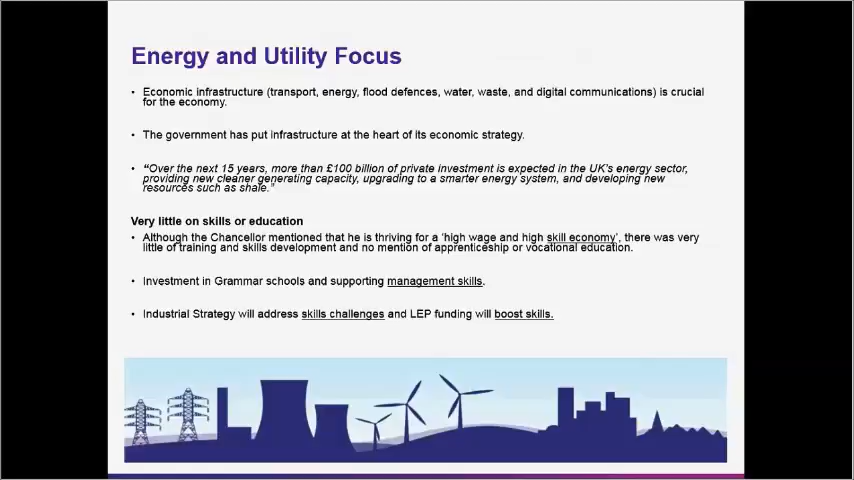 Energy and Utility Focus
• Economic infrastructure (transport, energy, flood defences, water, waste, and digital communications) is crucial
for the economy.
• The government has put infrastructure at the heart of its economic strategy.
• “Over the next 15 years, more than £100 billion of private investment is expected in the UK's energy sector,
providing new cleaner generating capacity, upgrading to a smarter energy system, and developing new
resources such as shale.”
Very little on skills or education
• Although the Chancellor mentioned that he is thriving for a ‘high wage and high skill economy’, there was very
little of training and skills development and no mention of apprenticeship or vocational education.
• Investment in Grammar schools and supporting management skills.
• Industrial Strategy will address skills challenges and LEP funding will boost skills.